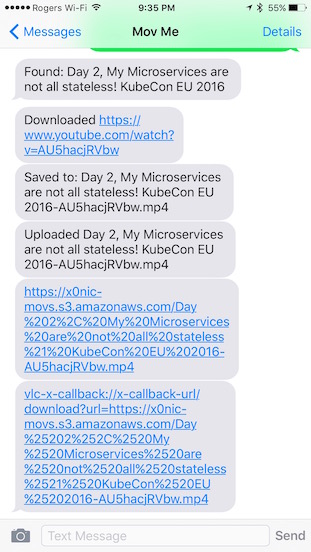 Rogers Wi-Fi 9:35 PM 55%
Messages Mov Me Details
Found: Day 2, My Microservices are
not all stateless! KubeCon EU 2016
Downloaded https://
www.youtube.com/watch?
v=AU5hacjRVbw
Saved to: Day 2, My Microservices
are not all stateless! KubeCon EU
2016-AU5hacjRVbw.mp4
Uploaded Day 2, My Microservices
are not all stateless! KubeCon EU
2016-AU5hacjRVbw.mp4
https://x0nic-
movs.s3.amazonaws.com/Day
%202%2C%20My%20Microservices
%20are%20not%20all%20stateless
%21%20KubeCon%20EU%202016-
AU5hacjRVbw.mp4
vlc-x-callback://x-callback-url/
download?url=https://x0nic-
movs.s3.amazonaws.com/Day
%25202%252C%2520My
%2520Microservices%2520are
%2520not%2520all%2520stateless
%2521%2520KubeCon%2520EU
%25202016-AU5hacjRVbw.mp4
Text Message Send